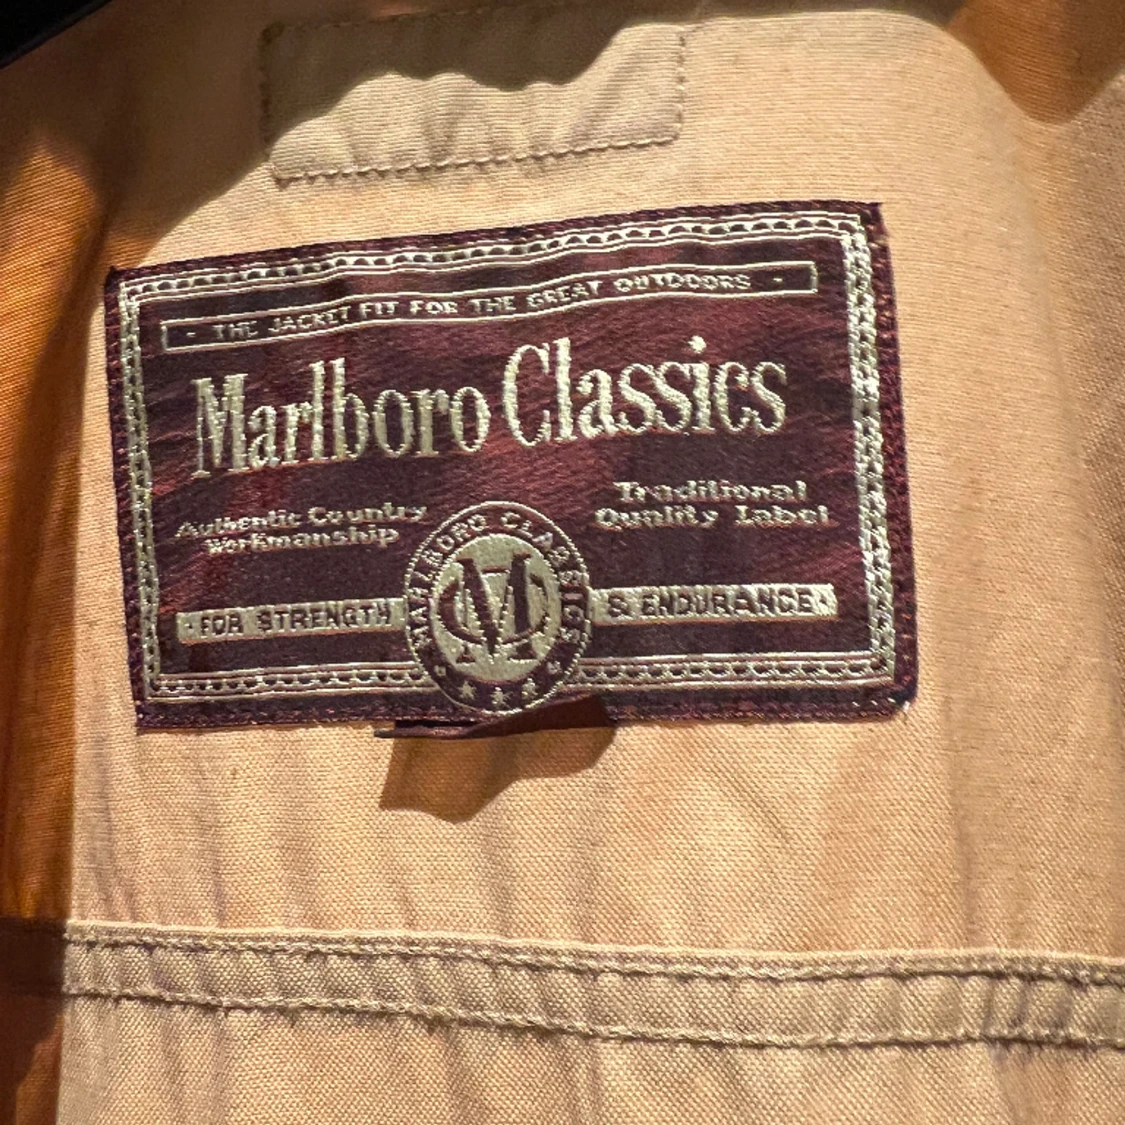 - THE JACKET FIT FOR THE GREAT OUTDOORS -
Marlboro Classics
Authentic Country
Workmanship
Traditional
Quality Label
MARLBORO CLASSICS
MC
· FOR STRENGTH
& ENDURANCE ·